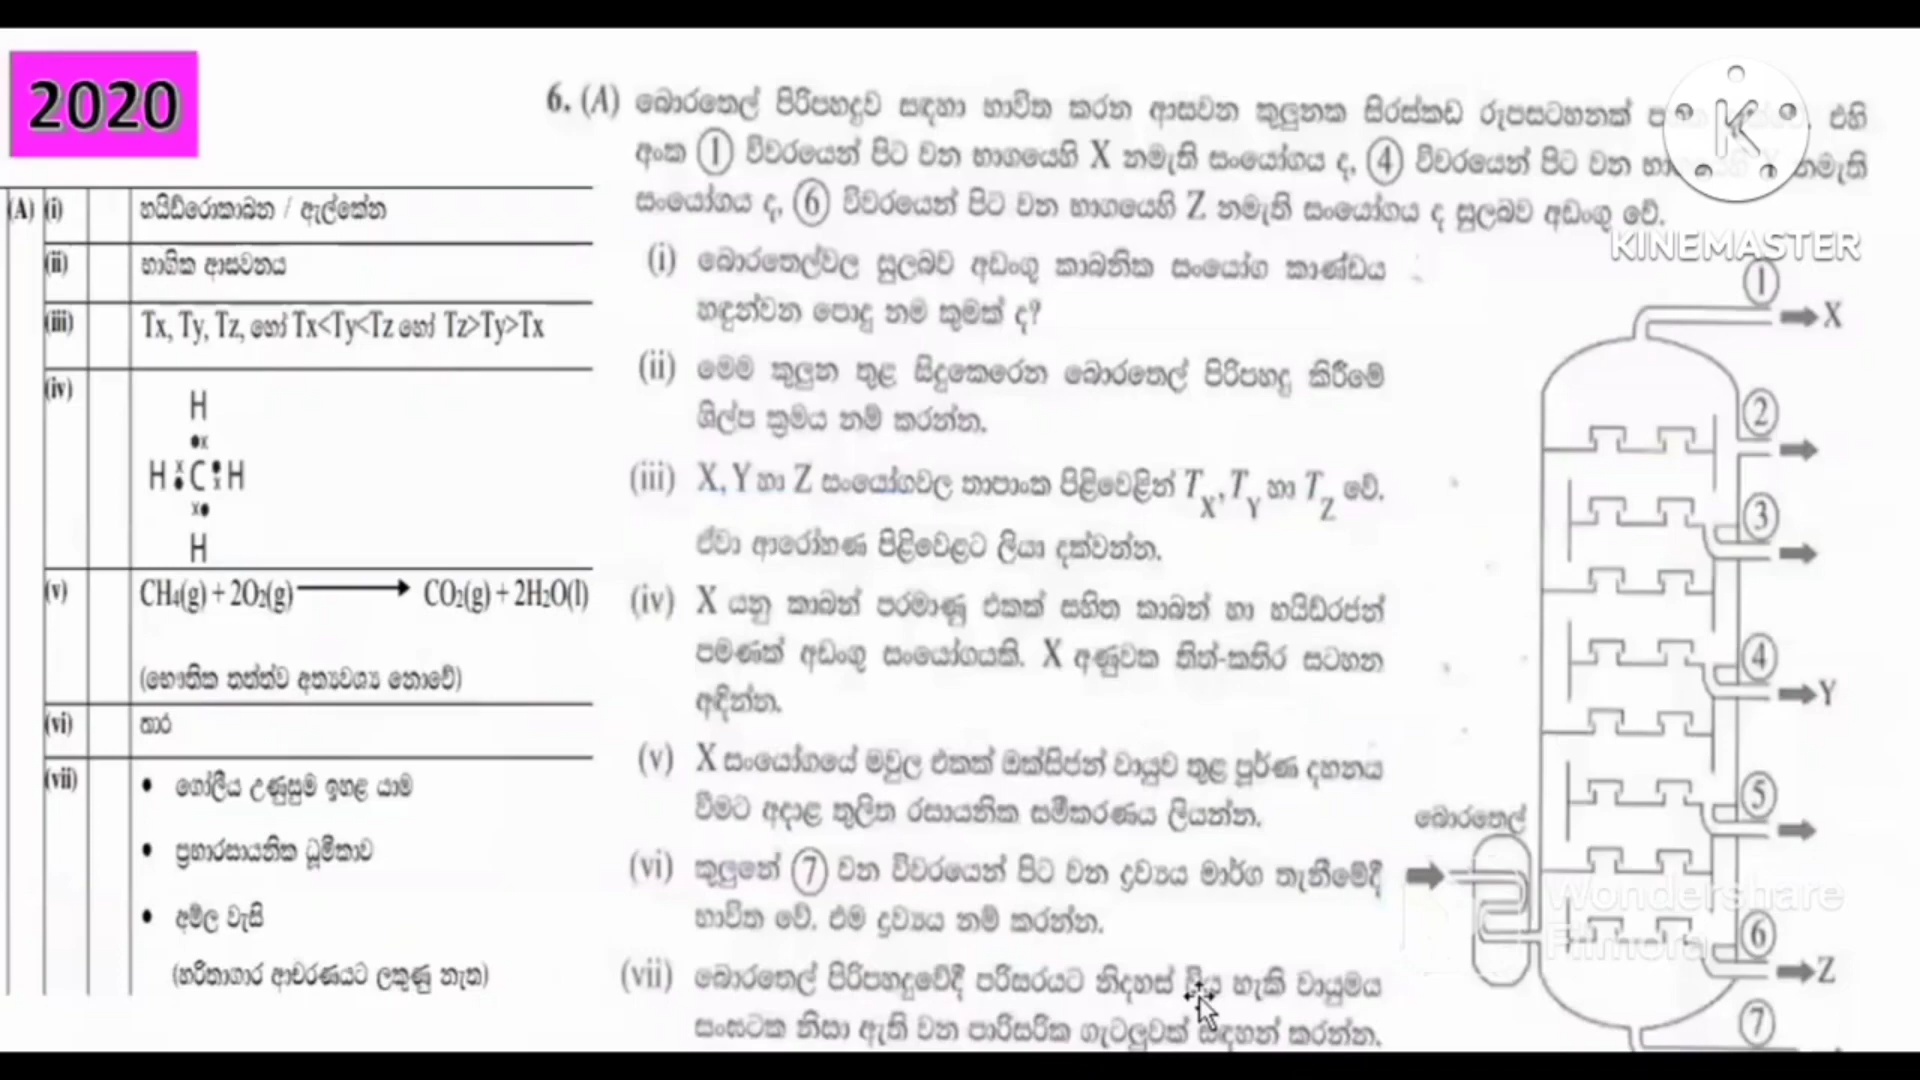 2020
(A) (i) හයිඩ්රොකාබන / ඇල්කේන
(ii) භාගික ආසවනය
(iii) Tx, Ty, Tz, හෝ Tx<Ty<Tz හෝ Tz>Ty>Tx
(iv)
H
•x
H x• C •x H
x•
H
(v) CH₄(g) + 2O₂(g) ⟶ CO₂(g) + 2H₂O(l)
(භෞතික තත්ත්ව අත්‍යවශ්‍ය නොවේ)
(vi) තාර
(vii) • ගෝලීය උණුසුම ඉහළ යාම
• ප්‍රභාරසායනික ධූමිකාව
• අම්ල වැසි
(හරිතාගාර ආචරණයට ලකුණු නැත)
6. (A) බොරතෙල් පිරිපහදුව සඳහා භාවිත කරන ආසවන කුලුනක සිරස්කඩ රූපසටහනක් එහි
අංක ① විවරයෙන් පිට වන භාගයෙහි X නමැති සංයෝගය ද, ④ විවරයෙන් පිට වන නමැති
සංයෝගය ද, ⑥ විවරයෙන් පිට වන භාගයෙහි Z නමැති සංයෝගය ද සුලබව අඩංගු වේ.
(i) බොරතෙල්වල සුලබව අඩංගු කාබනික සංයෝග කාණ්ඩය
හඳුන්වන පොදු නම කුමක් ද?
(ii) මෙම කුලුන තුළ සිදුකෙරෙන බොරතෙල් පිරිපහදු කිරීමේ
ශිල්ප ක්‍රමය නම් කරන්න.
(iii) X, Y හා Z සංයෝගවල තාපාංක පිළිවෙළින් T_X, T_Y හා T_Z වේ.
ඒවා ආරෝහණ පිළිවෙළට ලියා දක්වන්න.
(iv) X යනු කාබන් පරමාණු එකක් සහිත කාබන් හා හයිඩ්රජන්
පමණක් අඩංගු සංයෝගයකි. X අණුවක තිත්-කතිර සටහන
අඳින්න.
(v) X සංයෝගයේ මවුල එකක් ඔක්සිජන් වායුව තුළ පූර්ණ දහනය
වීමට අදාළ තුලිත රසායනික සමීකරණය ලියන්න.
(vi) කුලුනේ ⑦ වන විවරයෙන් පිට වන ද්‍රව්‍යය මාර්ග තැනීමේදී
භාවිත වේ. එම ද්‍රව්‍යය නම් කරන්න.
(vii) බොරතෙල් පිරිපහදුවේදී පරිසරයට නිදහස් විය හැකි වායුමය
සංඝටක නිසා ඇති වන පාරිසරික ගැටලුවක් සඳහන් කරන්න.
K
KINEMASTER
①
X
②
③
④
Y
⑤
බොරතෙල්
Wondershare
Filmora
⑥
Z
⑦